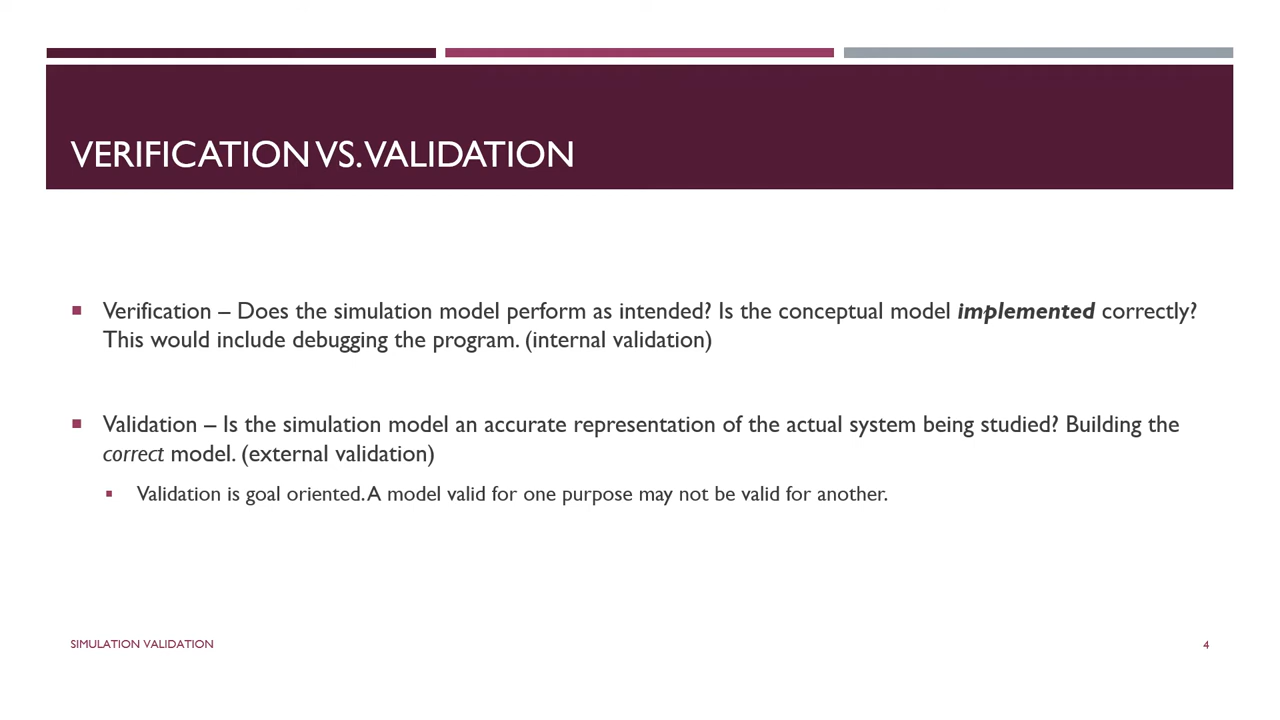 VERIFICATION VS. VALIDATION
Verification – Does the simulation model perform as intended? Is the conceptual model implemented correctly?
This would include debugging the program. (internal validation)
Validation – Is the simulation model an accurate representation of the actual system being studied? Building the
correct model. (external validation)
Validation is goal oriented. A model valid for one purpose may not be valid for another.
SIMULATION VALIDATION
4